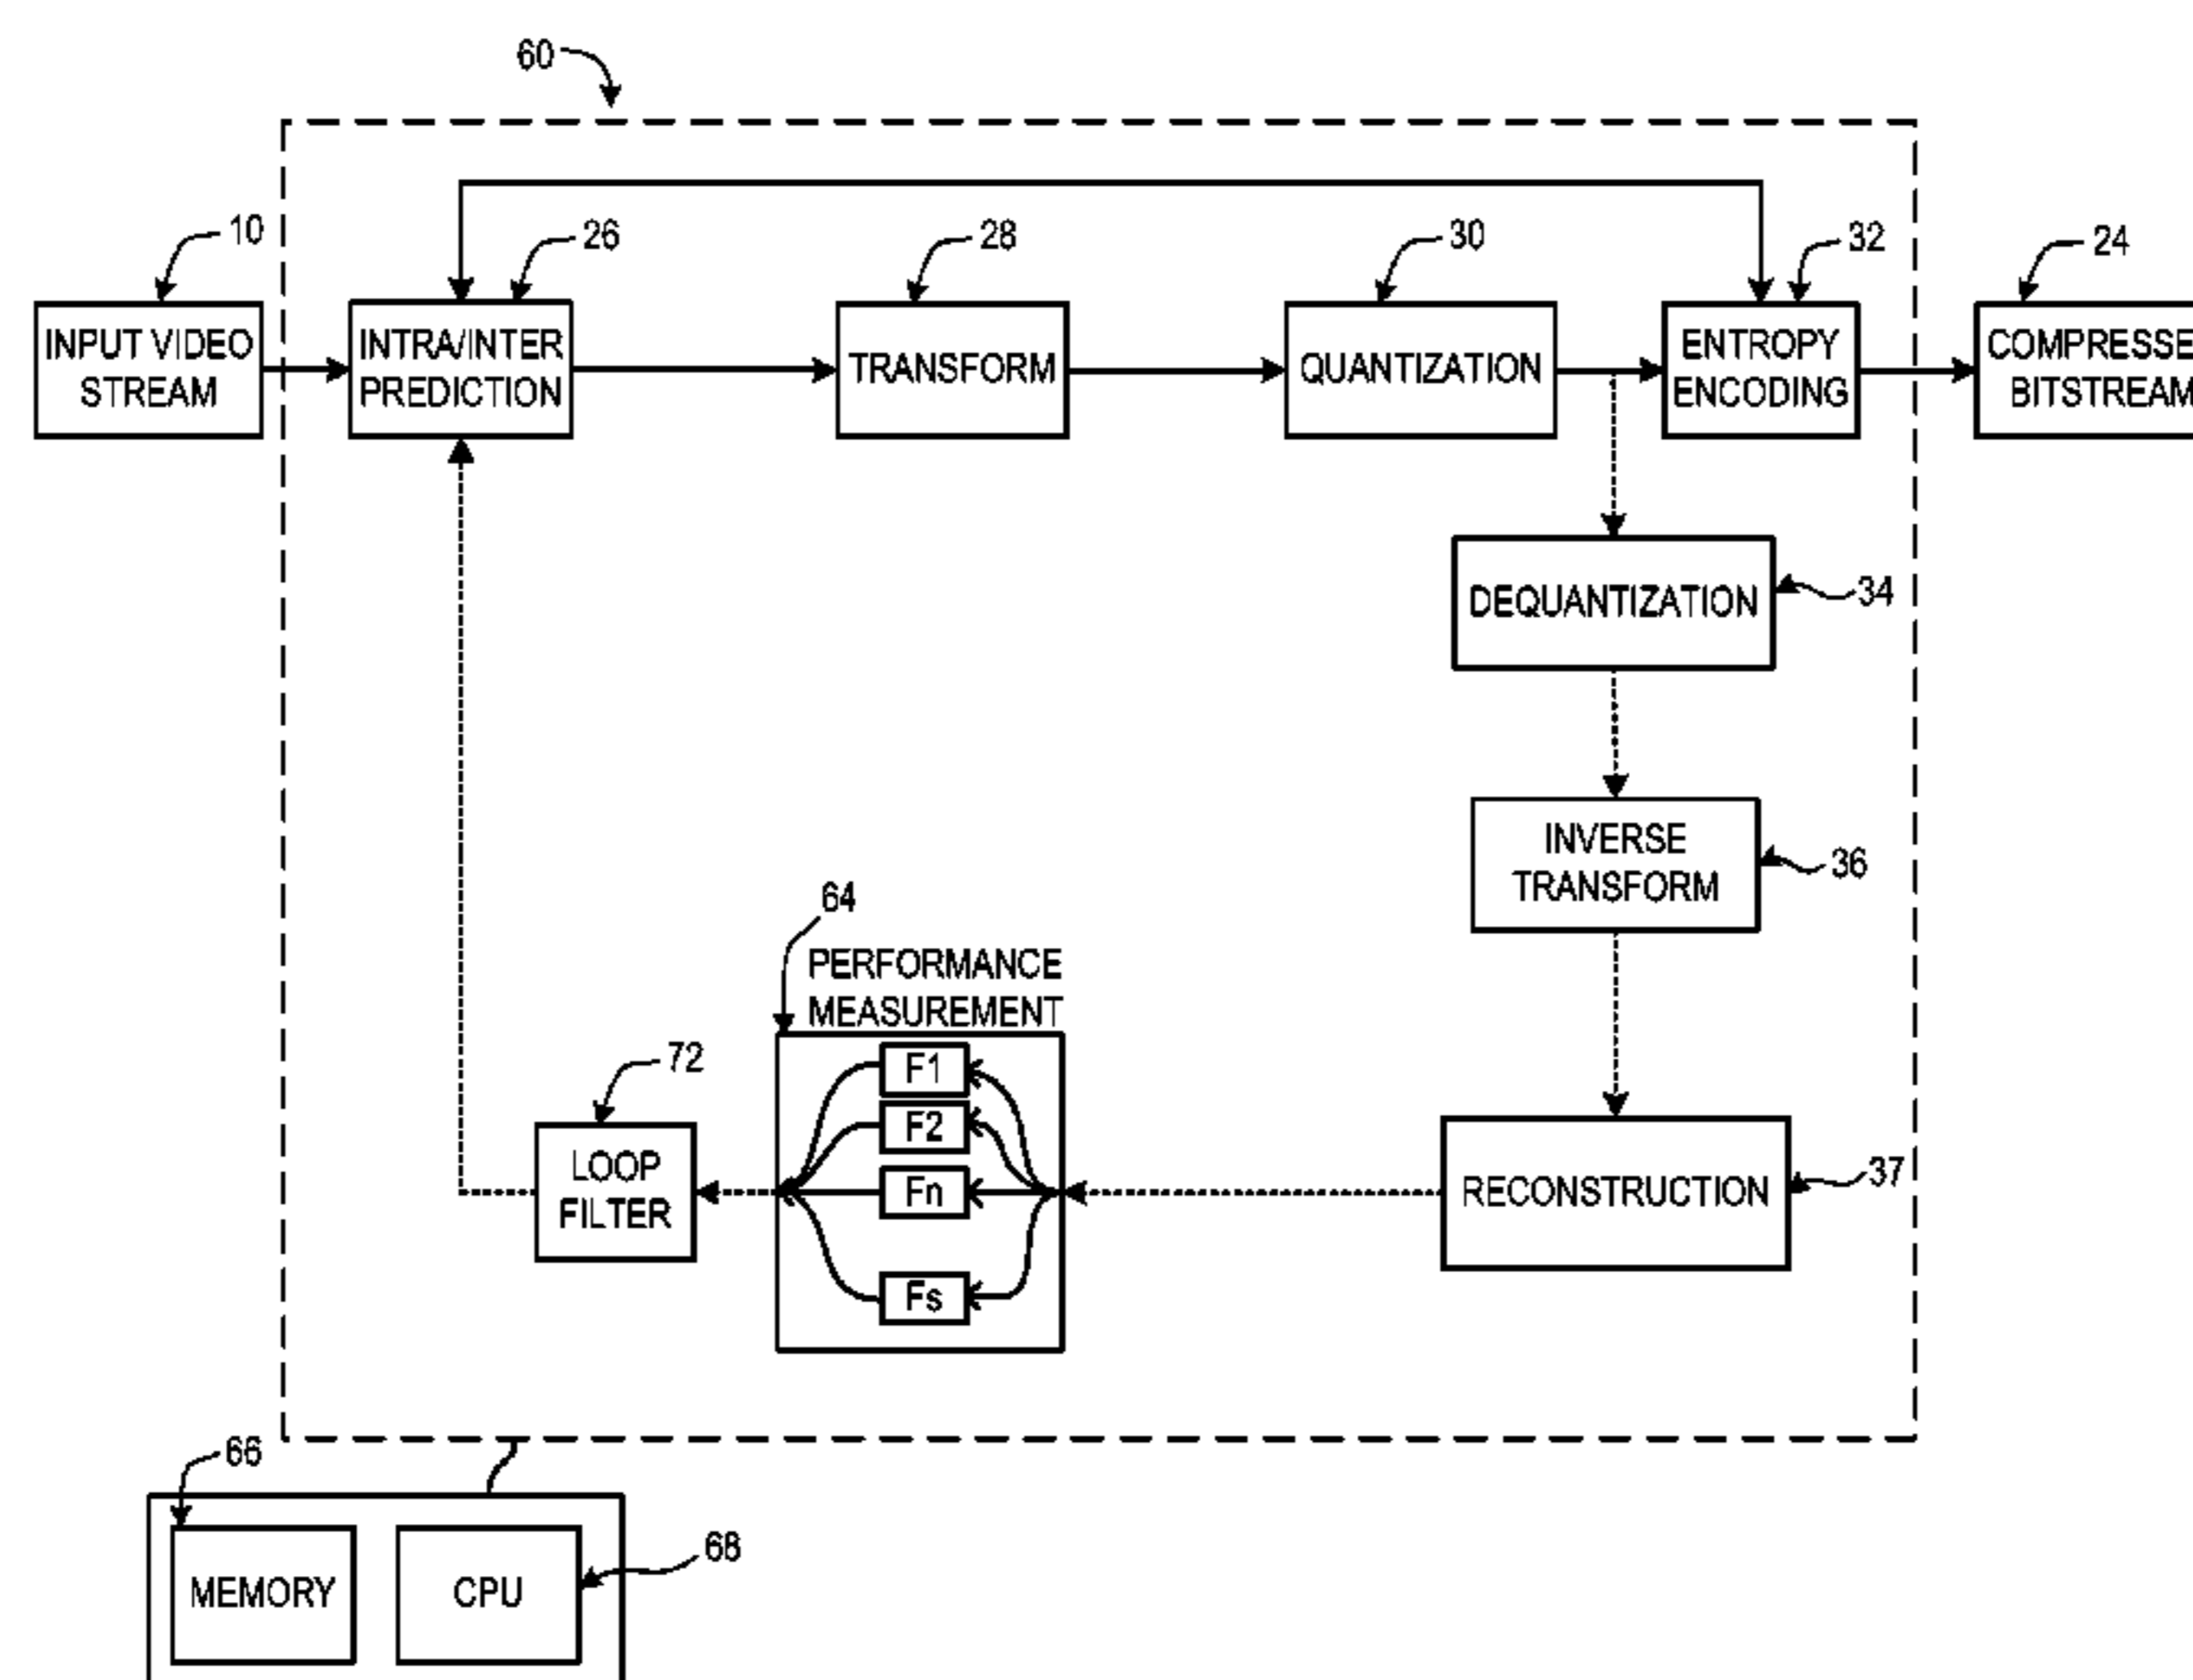 60
10
26
28
30
32
24
INPUT VIDEO
STREAM
INTRA/INTER
PREDICTION
TRANSFORM
QUANTIZATION
ENTROPY
ENCODING
COMPRESSE
BITSTREAM
DEQUANTIZATION
34
INVERSE
TRANSFORM
36
64
PERFORMANCE
MEASUREMENT
72
F1
F2
Fn
Fs
LOOP
FILTER
RECONSTRUCTION
37
66
MEMORY
CPU
68